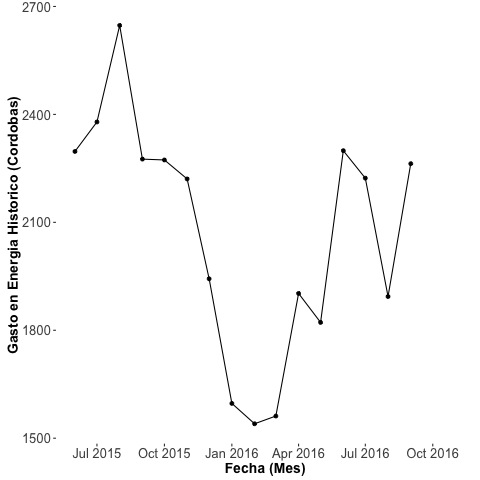 2700
2400
2100
1800
1500
Gasto en Energia Historico (Cordobas)
Jul 2015 Oct 2015 Jan 2016 Apr 2016 Jul 2016 Oct 2016
Fecha (Mes)